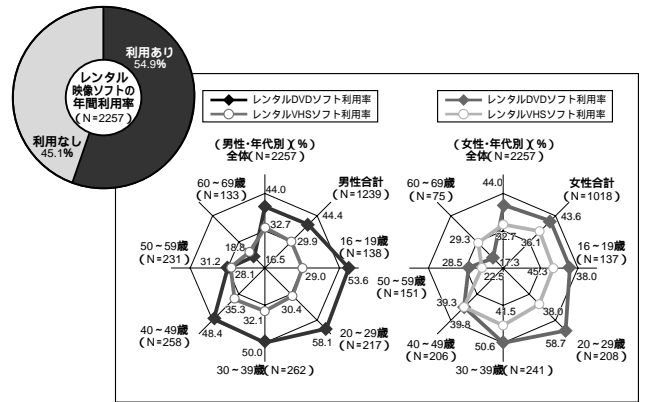 利用あり
54.9%
レンタル
映像ソフトの
年間利用率
(N=2257)
利用なし
45.1%
レンタルDVDソフト利用率
レンタルVHSソフト利用率
(男性・年代別)(%)
全体(N=2257)
男性合計
(N=1239)
16~19歳
(N=138)
20~29歳
(N=217)
30~39歳(N=262)
40~49歳
(N=258)
50~59歳
(N=231)
60~69歳
(N=133)
44.0
44.4
53.6
58.1
50.0
48.4
31.2
16.5
32.7
29.9
29.0
30.4
32.1
35.3
28.1
18.8
レンタルDVDソフト利用率
レンタルVHSソフト利用率
(女性・年代別)(%)
全体(N=2257)
女性合計
(N=1018)
16~19歳
(N=137)
20~29歳
(N=208)
30~39歳(N=241)
40~49歳
(N=206)
50~59歳
(N=151)
60~69歳
(N=75)
44.0
43.6
38.0
58.7
50.6
39.8
28.5
17.3
32.7
36.1
45.3
38.0
41.5
39.3
22.5
29.3